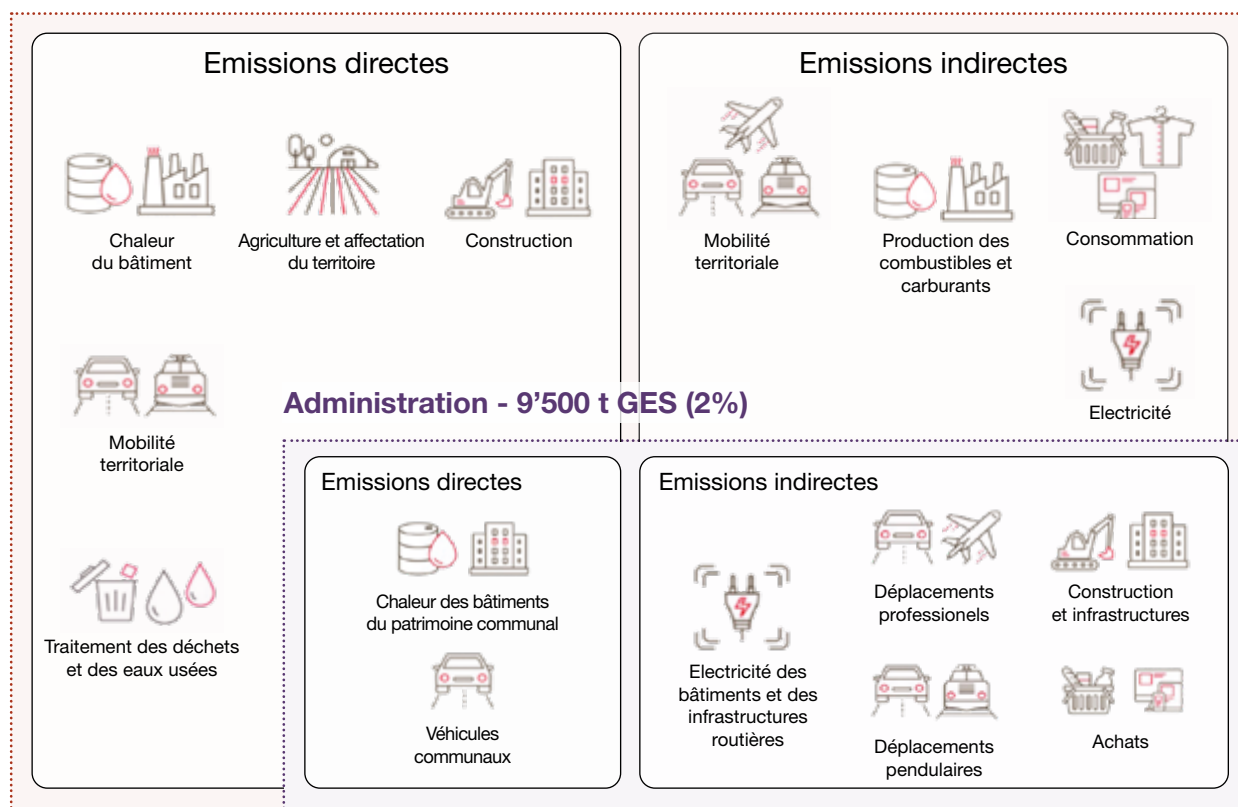 Emissions directes
Chaleur
du bâtiment
Agriculture et affectation
du territoire
Construction
Mobilité
territoriale
Traitement des déchets
et des eaux usées
Emissions indirectes
Mobilité
territoriale
Production des
combustibles et
carburants
Consommation
Electricité
Administration - 9'500 t GES (2%)
Emissions directes
Chaleur des bâtiments
du patrimoine communal
Véhicules
communaux
Emissions indirectes
Electricité des
bâtiments et des
infrastructures
routières
Déplacements
professionels
Construction
et infrastructures
Déplacements
pendulaires
Achats